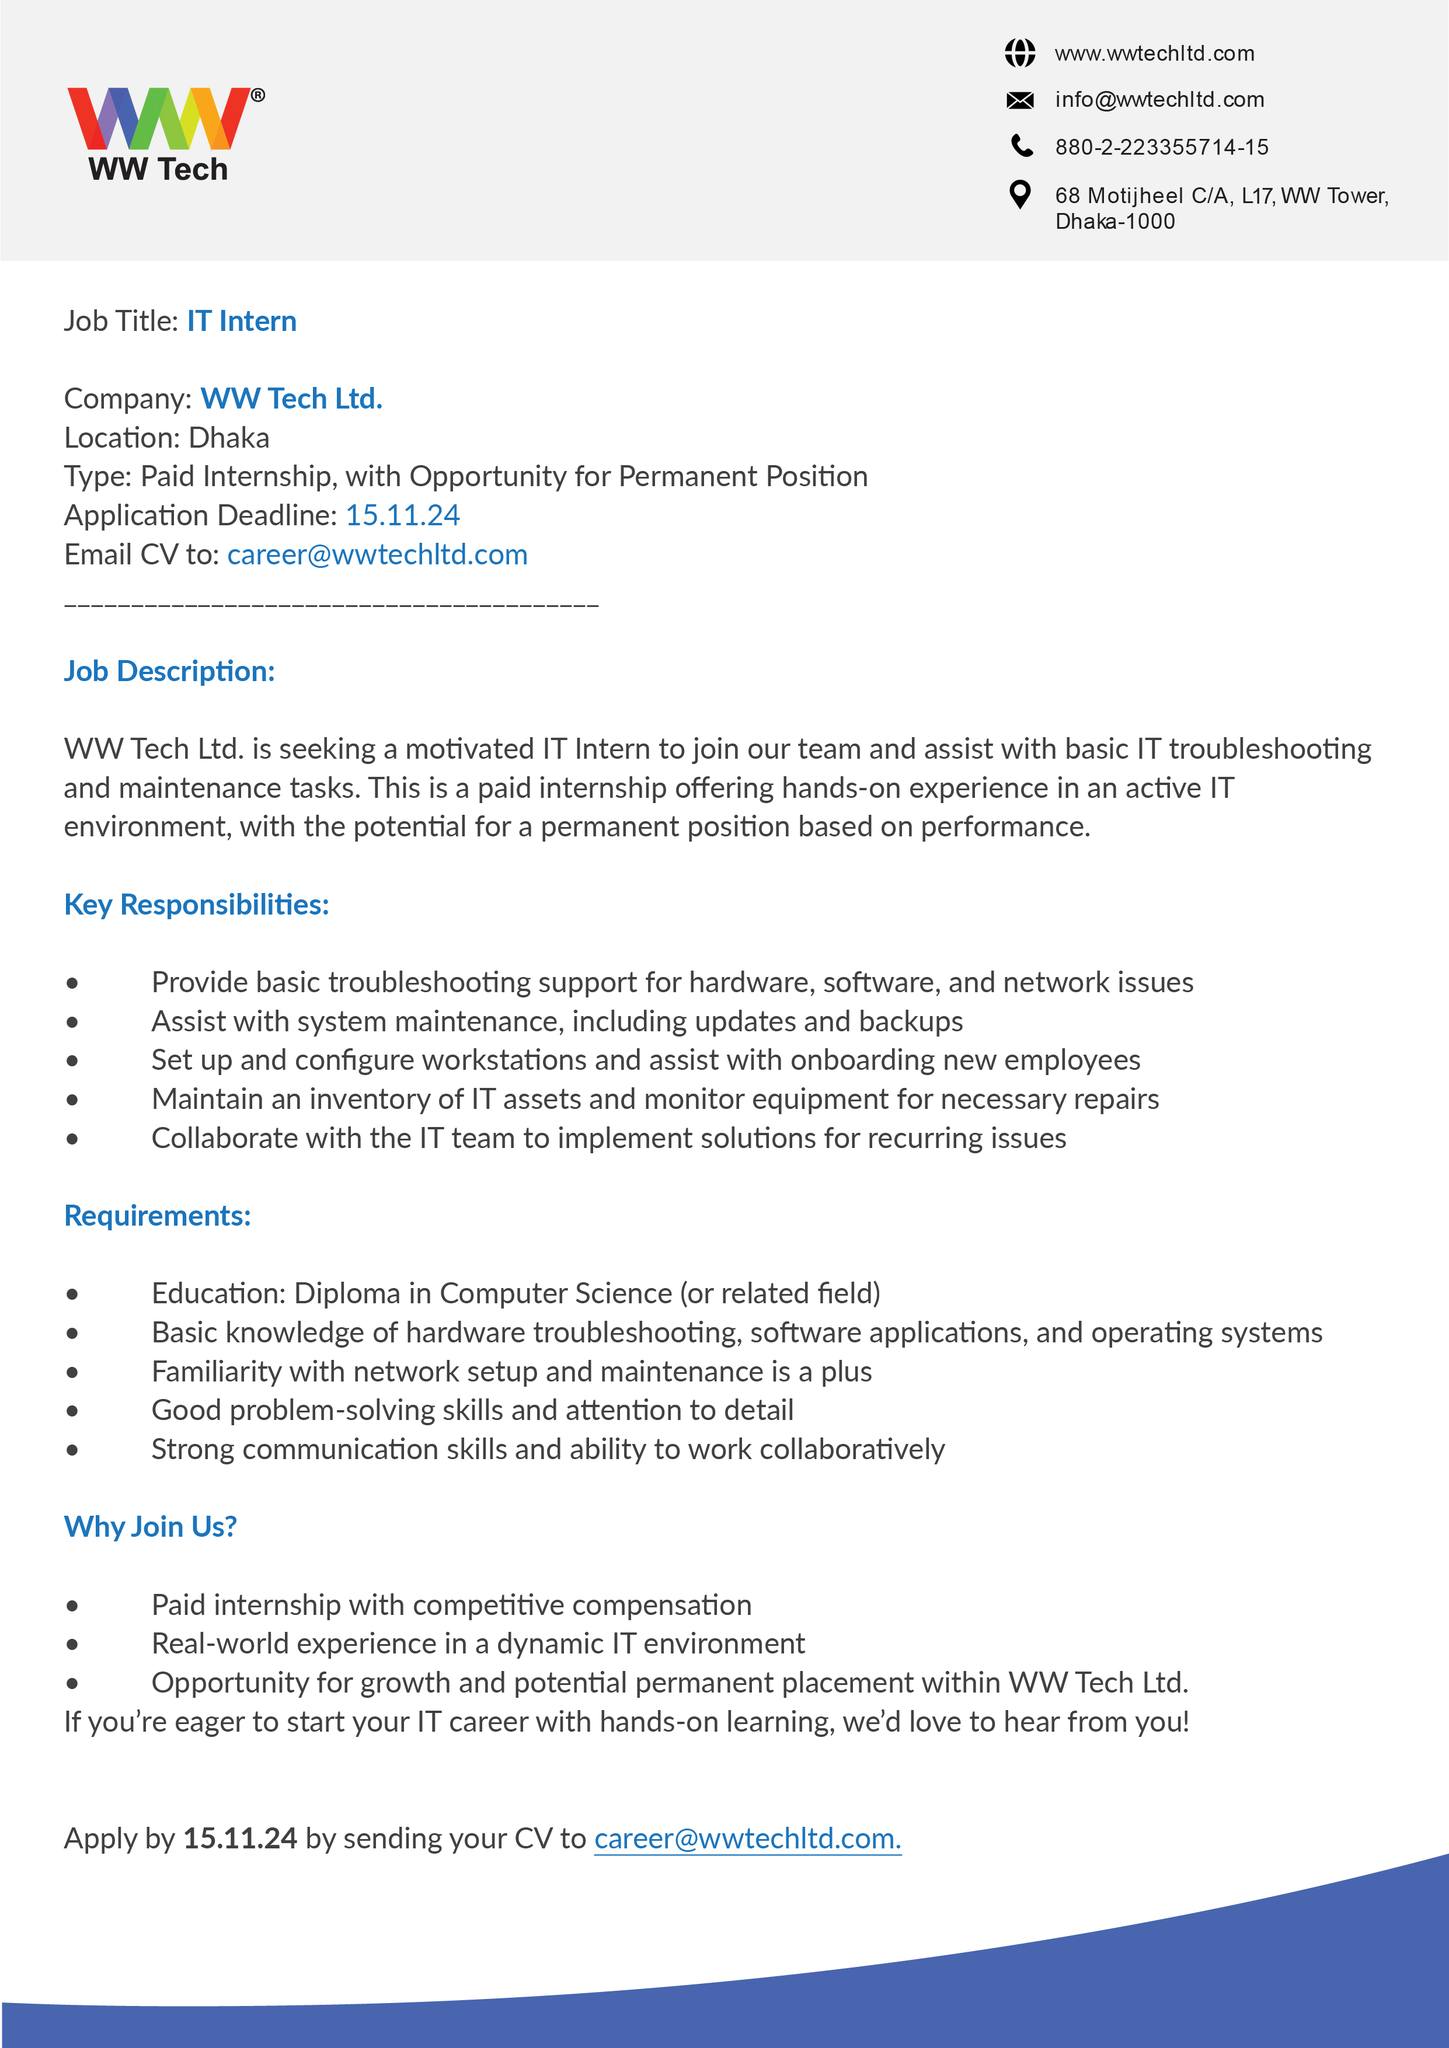 WW®
WW Tech
www.wwtechltd.com
info@wwtechltd.com
880-2-223355714-15
68 Motijheel C/A, L17, WW Tower,
Dhaka-1000
Job Title: IT Intern
Company: WW Tech Ltd.
Location: Dhaka
Type: Paid Internship, with Opportunity for Permanent Position
Application Deadline: 15.11.24
Email CV to: career@wwtechltd.com
________________________________________
Job Description:
WW Tech Ltd. is seeking a motivated IT Intern to join our team and assist with basic IT troubleshooting
and maintenance tasks. This is a paid internship offering hands-on experience in an active IT
environment, with the potential for a permanent position based on performance.
Key Responsibilities:
• Provide basic troubleshooting support for hardware, software, and network issues
• Assist with system maintenance, including updates and backups
• Set up and configure workstations and assist with onboarding new employees
• Maintain an inventory of IT assets and monitor equipment for necessary repairs
• Collaborate with the IT team to implement solutions for recurring issues
Requirements:
• Education: Diploma in Computer Science (or related field)
• Basic knowledge of hardware troubleshooting, software applications, and operating systems
• Familiarity with network setup and maintenance is a plus
• Good problem-solving skills and attention to detail
• Strong communication skills and ability to work collaboratively
Why Join Us?
• Paid internship with competitive compensation
• Real-world experience in a dynamic IT environment
• Opportunity for growth and potential permanent placement within WW Tech Ltd.
If you’re eager to start your IT career with hands-on learning, we’d love to hear from you!
Apply by 15.11.24 by sending your CV to career@wwtechltd.com.